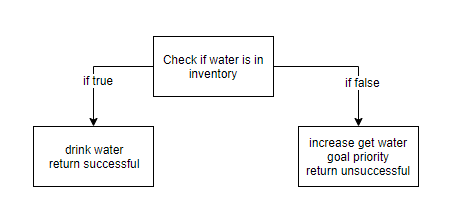 Check if water is in
inventory
if true
if false
drink water
return successful
increase get water
goal priority
return unsuccessful